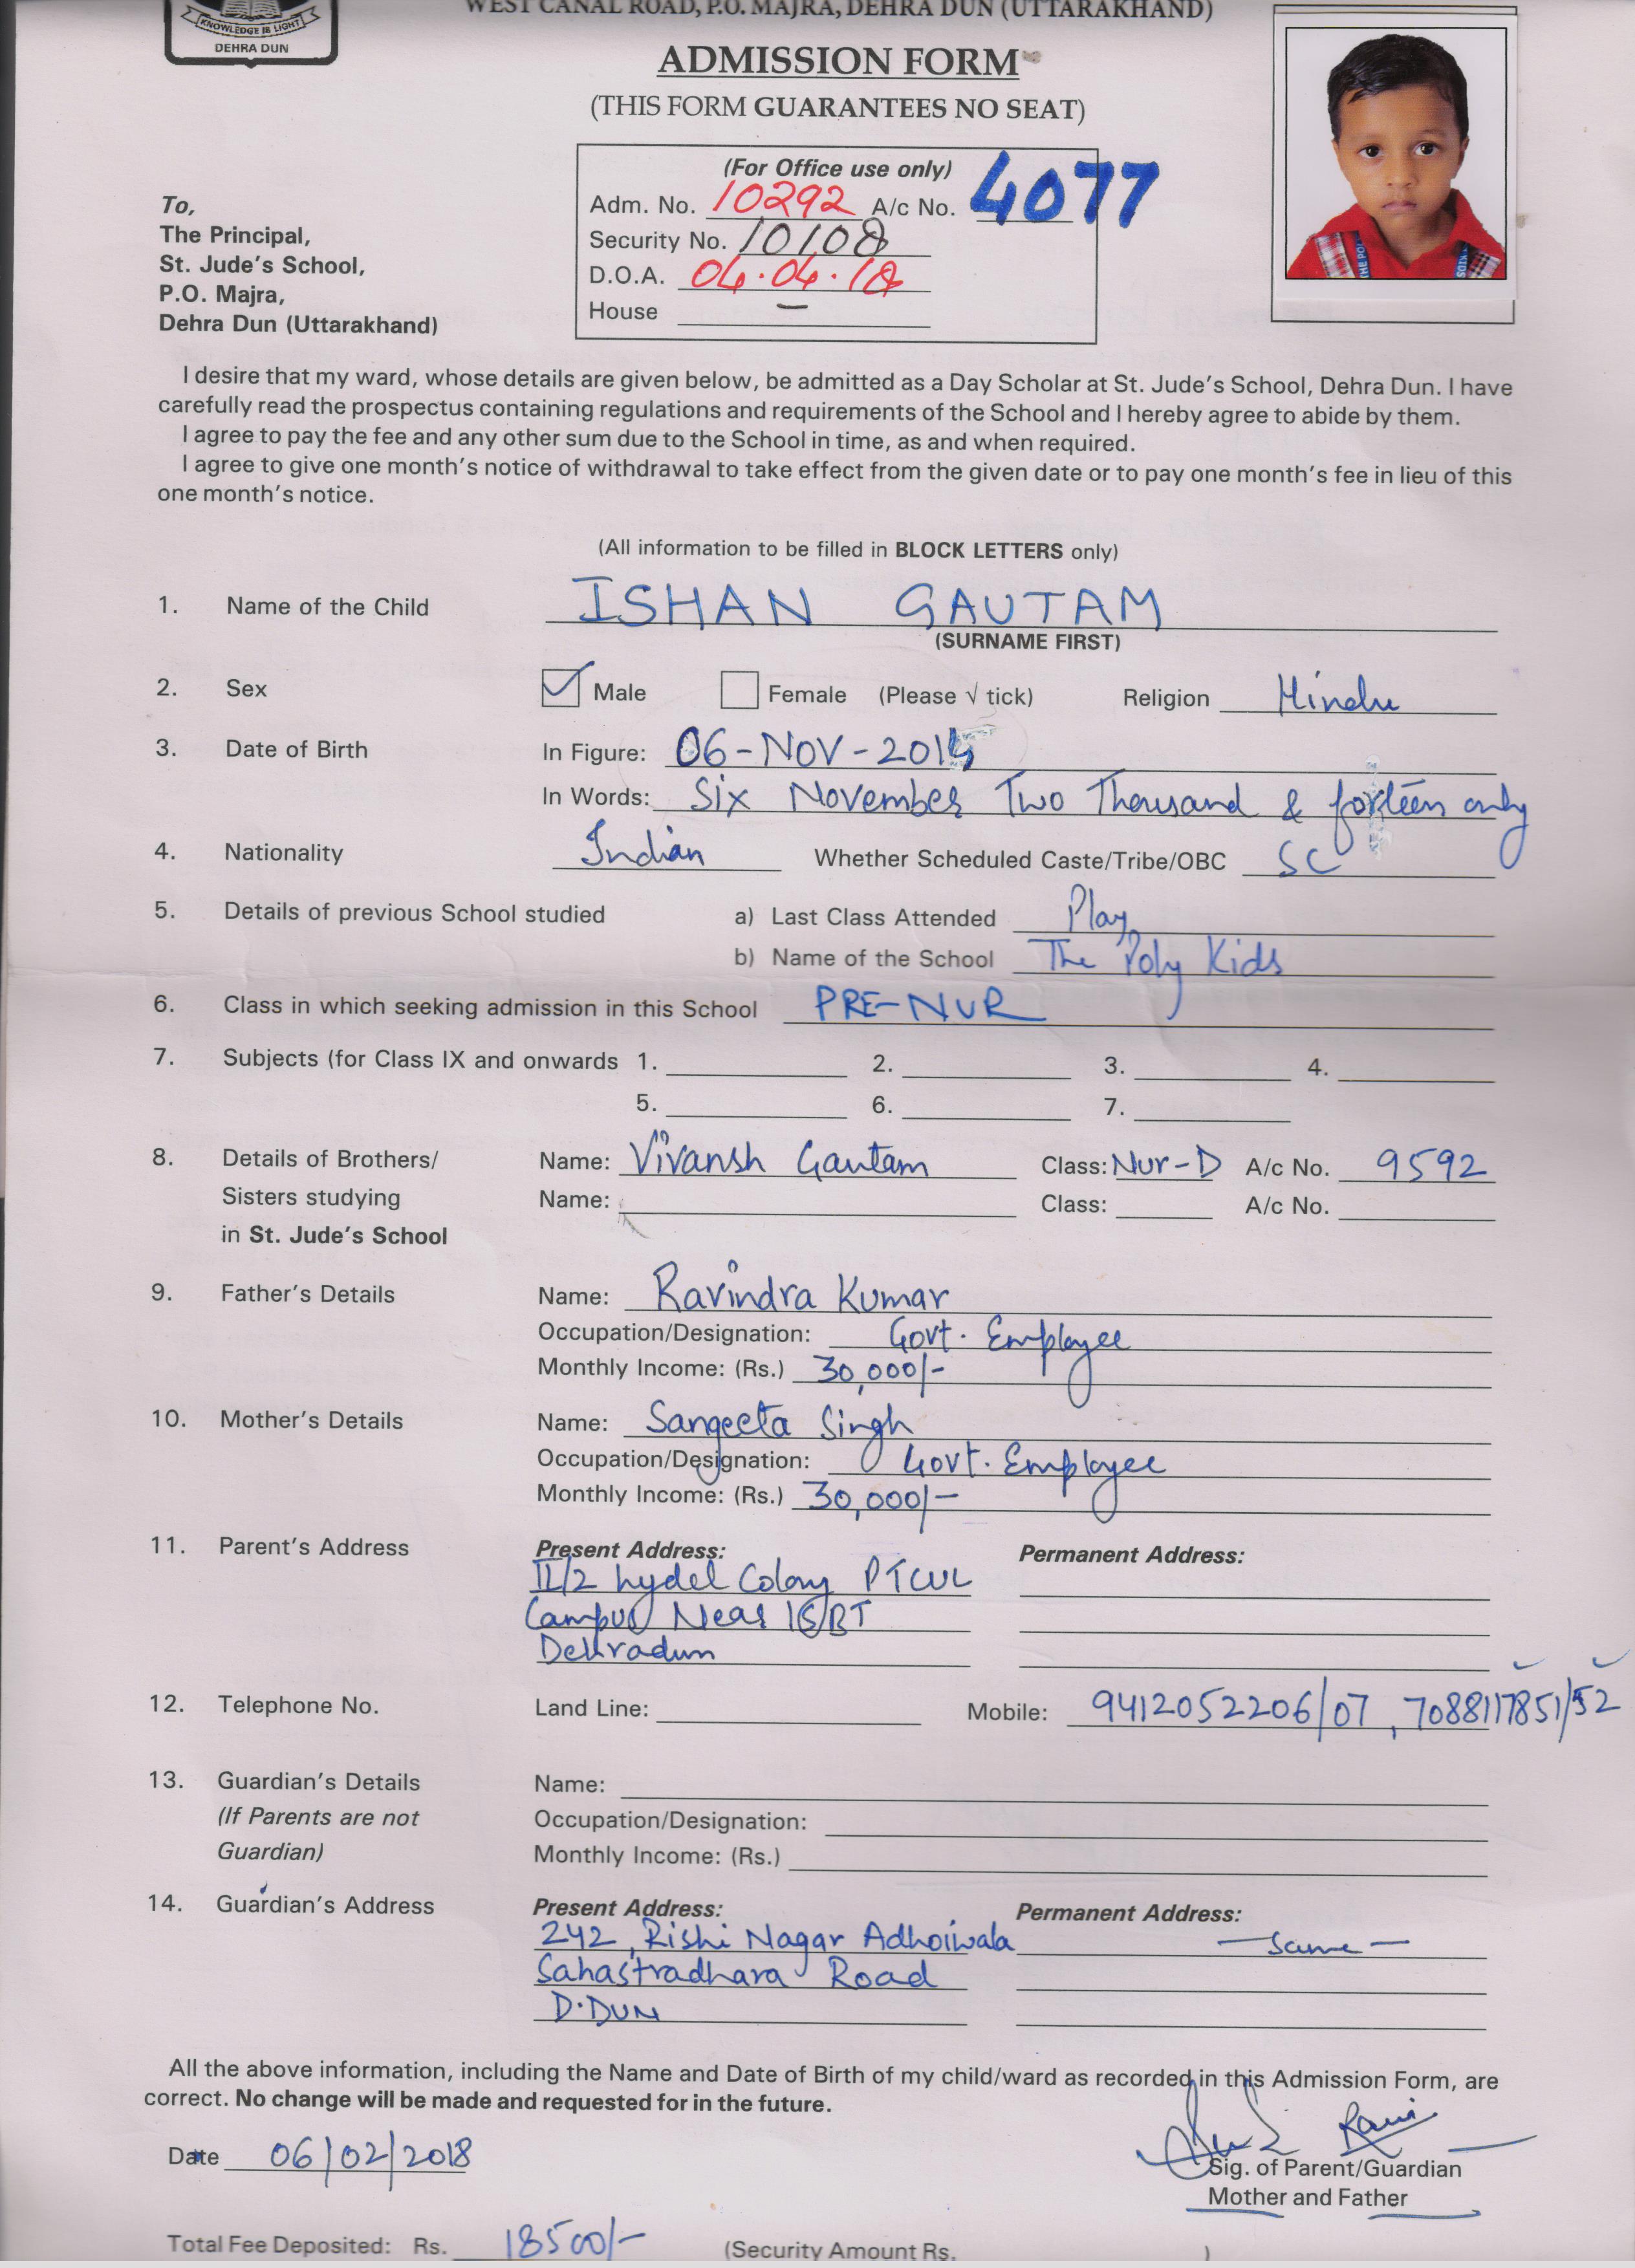 WEST CANAL ROAD, P.O. MAJRA, DEHRA DUN (UTTARAKHAND)
KNOWLEDGE IS LIGHT
DEHRA DUN
ADMISSION FORM
(THIS FORM GUARANTEES NO SEAT)
(For Office use only)
Adm. No. 10292 A/c No. 4077
Security No. 10108
D.O.A. 04.04.18
House —
To,
The Principal,
St. Jude's School,
P.O. Majra,
Dehra Dun (Uttarakhand)
I desire that my ward, whose details are given below, be admitted as a Day Scholar at St. Jude's School, Dehra Dun. I have
carefully read the prospectus containing regulations and requirements of the School and I hereby agree to abide by them.
I agree to pay the fee and any other sum due to the School in time, as and when required.
I agree to give one month's notice of withdrawal to take effect from the given date or to pay one month's fee in lieu of this
one month's notice.
(All information to be filled in BLOCK LETTERS only)
1. Name of the Child ISHAN GAUTAM
(SURNAME FIRST)
2. Sex Male Female (Please √ tick) Religion Hindu
3. Date of Birth In Figure: 06-NOV-
In Words: Six November Two Thousand & forteen only
4. Nationality Indian Whether Scheduled Caste/Tribe/OBC SC
5. Details of previous School studied a) Last Class Attended Play
b) Name of the School The Poly Kids
6. Class in which seeking admission in this School PRE-NUR
7. Subjects (for Class IX and onwards 1. 2. 3. 4.
5. 6. 7.
8. Details of Brothers/ Name: Vivansh Gautam Class: Nur-D A/c No. 9592
Sisters studying Name: Class: A/c No.
in St. Jude's School
9. Father's Details Name: Ravindra Kumar
Occupation/Designation: Govt. Employee
Monthly Income: (Rs.) 30,000/-
10. Mother's Details Name: Sangeeta Singh
Occupation/Designation: Govt. Employee
Monthly Income: (Rs.) 30,000/-
11. Parent's Address Present Address: Permanent Address:
II/2 hydel Colony PTCUL
Campus Near ISBT
Dehradun
12. Telephone No. Land Line: Mobile: 9412052206/07, 7088117851/52
13. Guardian's Details Name:
(If Parents are not Occupation/Designation:
Guardian) Monthly Income: (Rs.)
14. Guardian's Address Present Address: Permanent Address:
242, Rishi Nagar Adhoiwala — Same —
Sahastradhara Road
D.DUN
All the above information, including the Name and Date of Birth of my child/ward as recorded in this Admission Form, are
correct. No change will be made and requested for in the future.
Date 06/02/2018
Sig. of Parent/Guardian
Mother and Father
Total Fee Deposited: Rs. 18500/- (Security Amount Rs. )